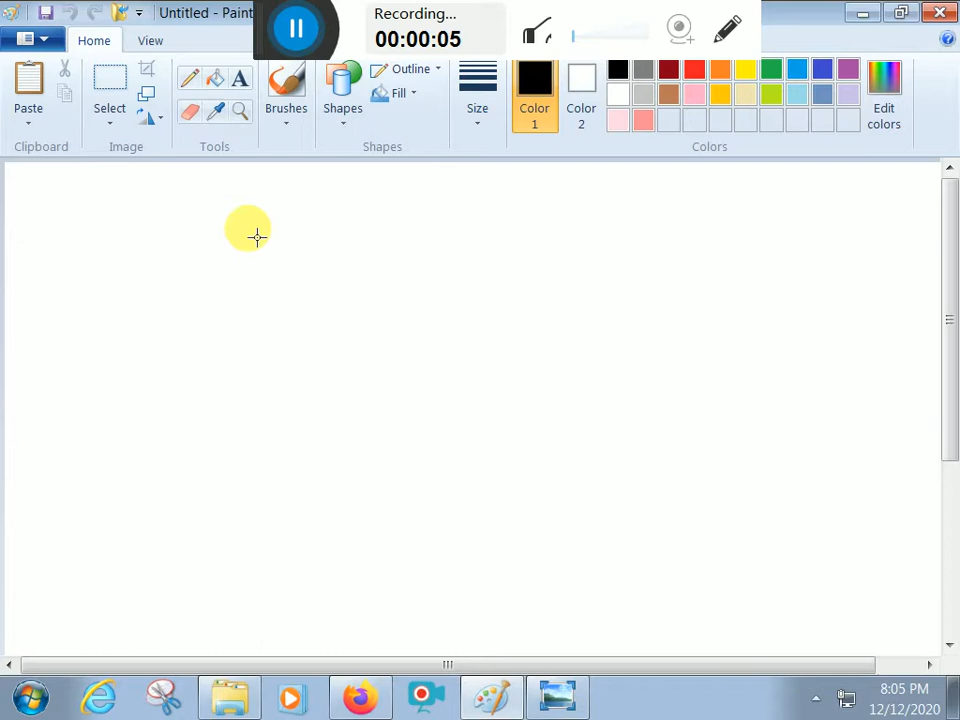 Untitled - Paint
Recording...
00:00:05
Home
View
Paste
Select
Brushes
Shapes
Outline
Fill
Size
Color
1
Color
2
Edit
colors
Clipboard
Image
Tools
Shapes
Colors
8:05 PM
12/12/2020